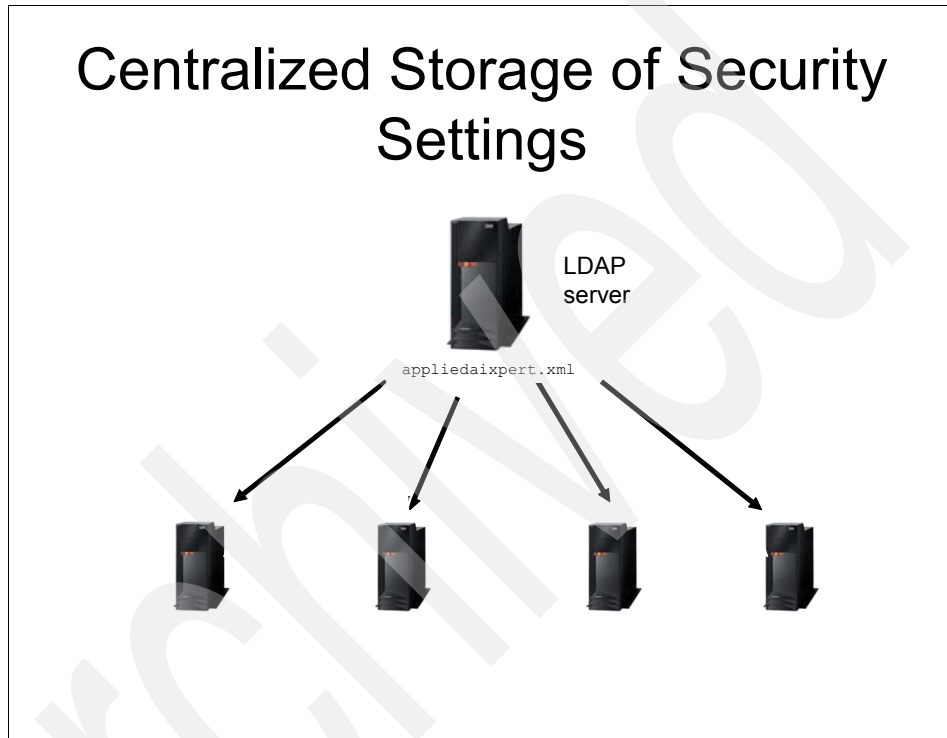 Centralized Storage of Security
Settings
LDAP
server
appliedaixpert.xml
Archived